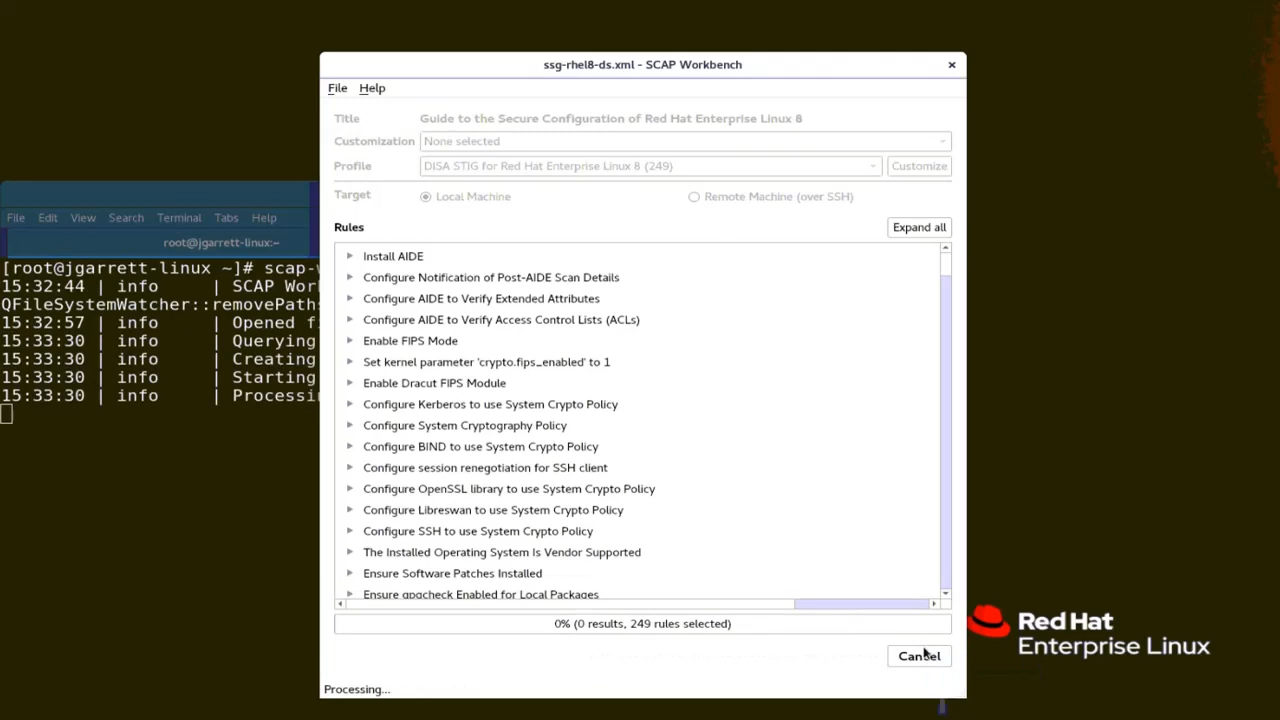 ssg-rhel8-ds.xml - SCAP Workbench ×
File Help
Title Guide to the Secure Configuration of Red Hat Enterprise Linux 8
Customization None selected
Profile DISA STIG for Red Hat Enterprise Linux 8 (249) Customize
Target Local Machine Remote Machine (over SSH)
Rules Expand all
Install AIDE
Configure Notification of Post-AIDE Scan Details
Configure AIDE to Verify Extended Attributes
Configure AIDE to Verify Access Control Lists (ACLs)
Enable FIPS Mode
Set kernel parameter 'crypto.fips_enabled' to 1
Enable Dracut FIPS Module
Configure Kerberos to use System Crypto Policy
Configure System Cryptography Policy
Configure BIND to use System Crypto Policy
Configure session renegotiation for SSH client
Configure OpenSSL library to use System Crypto Policy
Configure Libreswan to use System Crypto Policy
Configure SSH to use System Crypto Policy
The Installed Operating System Is Vendor Supported
Ensure Software Patches Installed
Ensure gpgcheck Enabled for Local Packages
0% (0 results, 249 rules selected)
Cancel
Processing...
File Edit View Search Terminal Tabs Help
root@jgarrett-linux:~
[root@jgarrett-linux ~]# scap-
15:32:44 | info | SCAP Wor
QFileSystemWatcher::removePaths
15:32:57 | info | Opened fi
15:33:30 | info | Querying
15:33:30 | info | Creating
15:33:30 | info | Starting
15:33:30 | info | Processin
Red Hat
Enterprise Linux